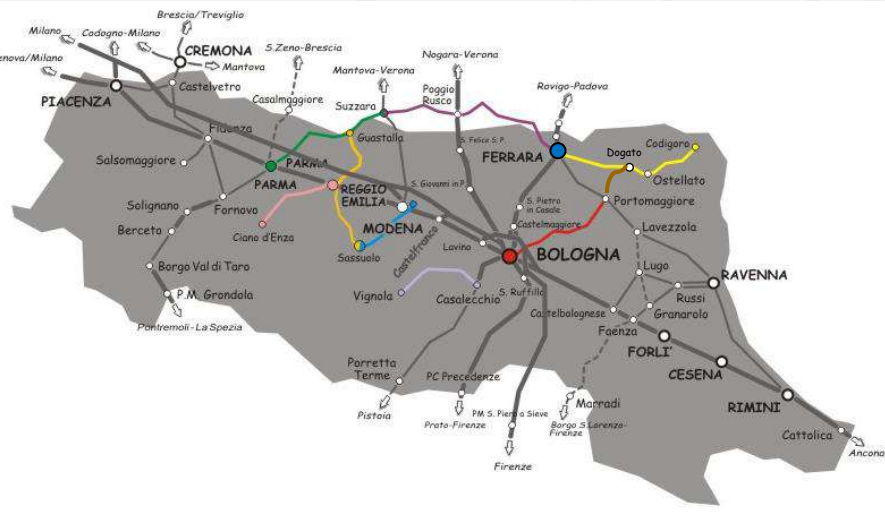 Brescia/Treviglio
Milano
Codogno-Milano
CREMONA
S.Zeno-Brescia
Nogara-Verona
enova/Milano
Mantova
Mantova-Verona
Rovigo-Padova
PIACENZA
Castelvetro
Casalmaggiore
Suzzara
Poggio
Rusco
Fidenza
Guastalla
S. Felice S. P.
FERRARA
Dogato
Codigoro
Salsomaggiore
PARMA
PARMA
Ostellato
REGGIO
EMILIA
S. Giovanni in P.
S. Pietro
in Casale
Portomaggiore
Solignano
Fornovo
MODENA
Castelmaggiore
Berceto
Ciano d'Enza
Castelfranco
Lavino
Lavezzola
Sassuolo
BOLOGNA
Borgo Val di Taro
Lugo
RAVENNA
Vignola
Casalecchio
S. Ruffillo
Russi
P.M. Grondola
Castelbolognese
Granarolo
Pontremoli-La Spezia
Faenza
FORLI'
Porretta
Terme
PC Precedenze
CESENA
Marradi
RIMINI
Pistoia
Prato-Firenze
PM S. Piero a Sieve
Borgo S.Lorenzo-
Firenze
Cattolica
Ancona
Firenze